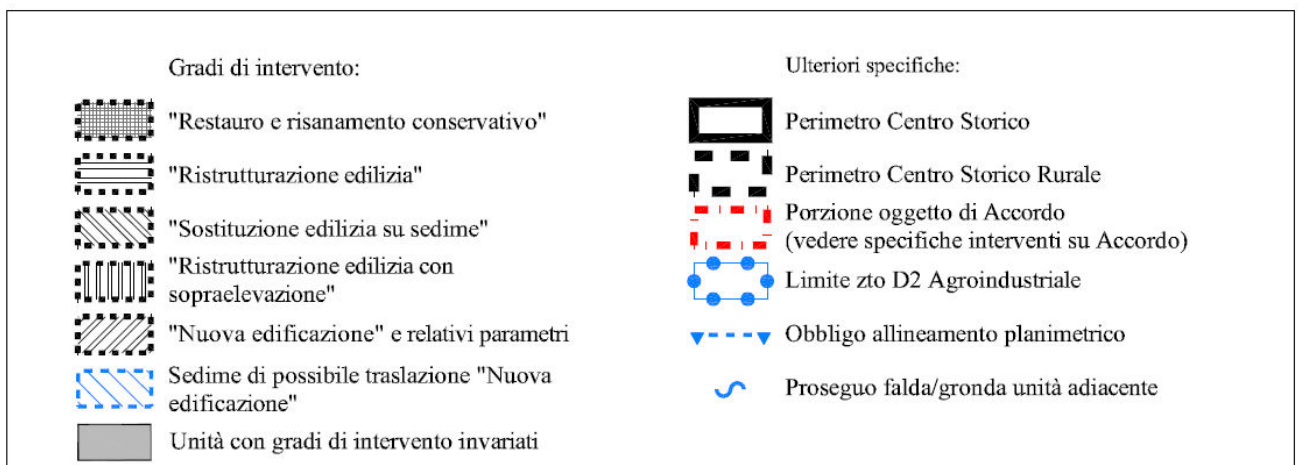 Gradi di intervento:
"Restauro e risanamento conservativo"
"Ristrutturazione edilizia"
"Sostituzione edilizia su sedime"
"Ristrutturazione edilizia con
sopraelevazione"
"Nuova edificazione" e relativi parametri
Sedime di possibile traslazione "Nuova
edificazione"
Unità con gradi di intervento invariati
Ulteriori specifiche:
Perimetro Centro Storico
Perimetro Centro Storico Rurale
Porzione oggetto di Accordo
(vedere specifiche interventi su Accordo)
Limite zto D2 Agroindustriale
Obbligo allineamento planimetrico
Proseguo falda/gronda unità adiacente